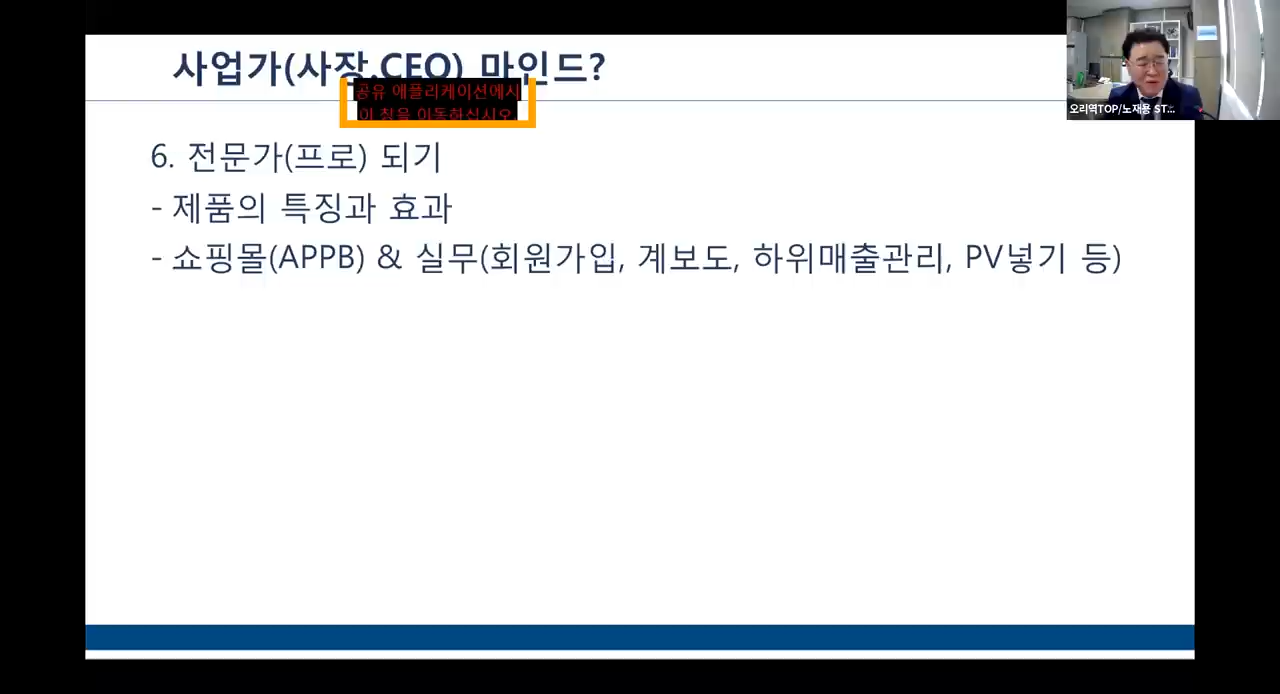 사업가(사장,CEO) 마인드?
공유 애플리케이션에서
이 창을 이동하십시오
6. 전문가(프로) 되기
- 제품의 특징과 효과
- 쇼핑몰(APPB) & 실무(회원가입, 계보도, 하위매출관리, PV넣기 등)
오리역TOP/노재용 ST...